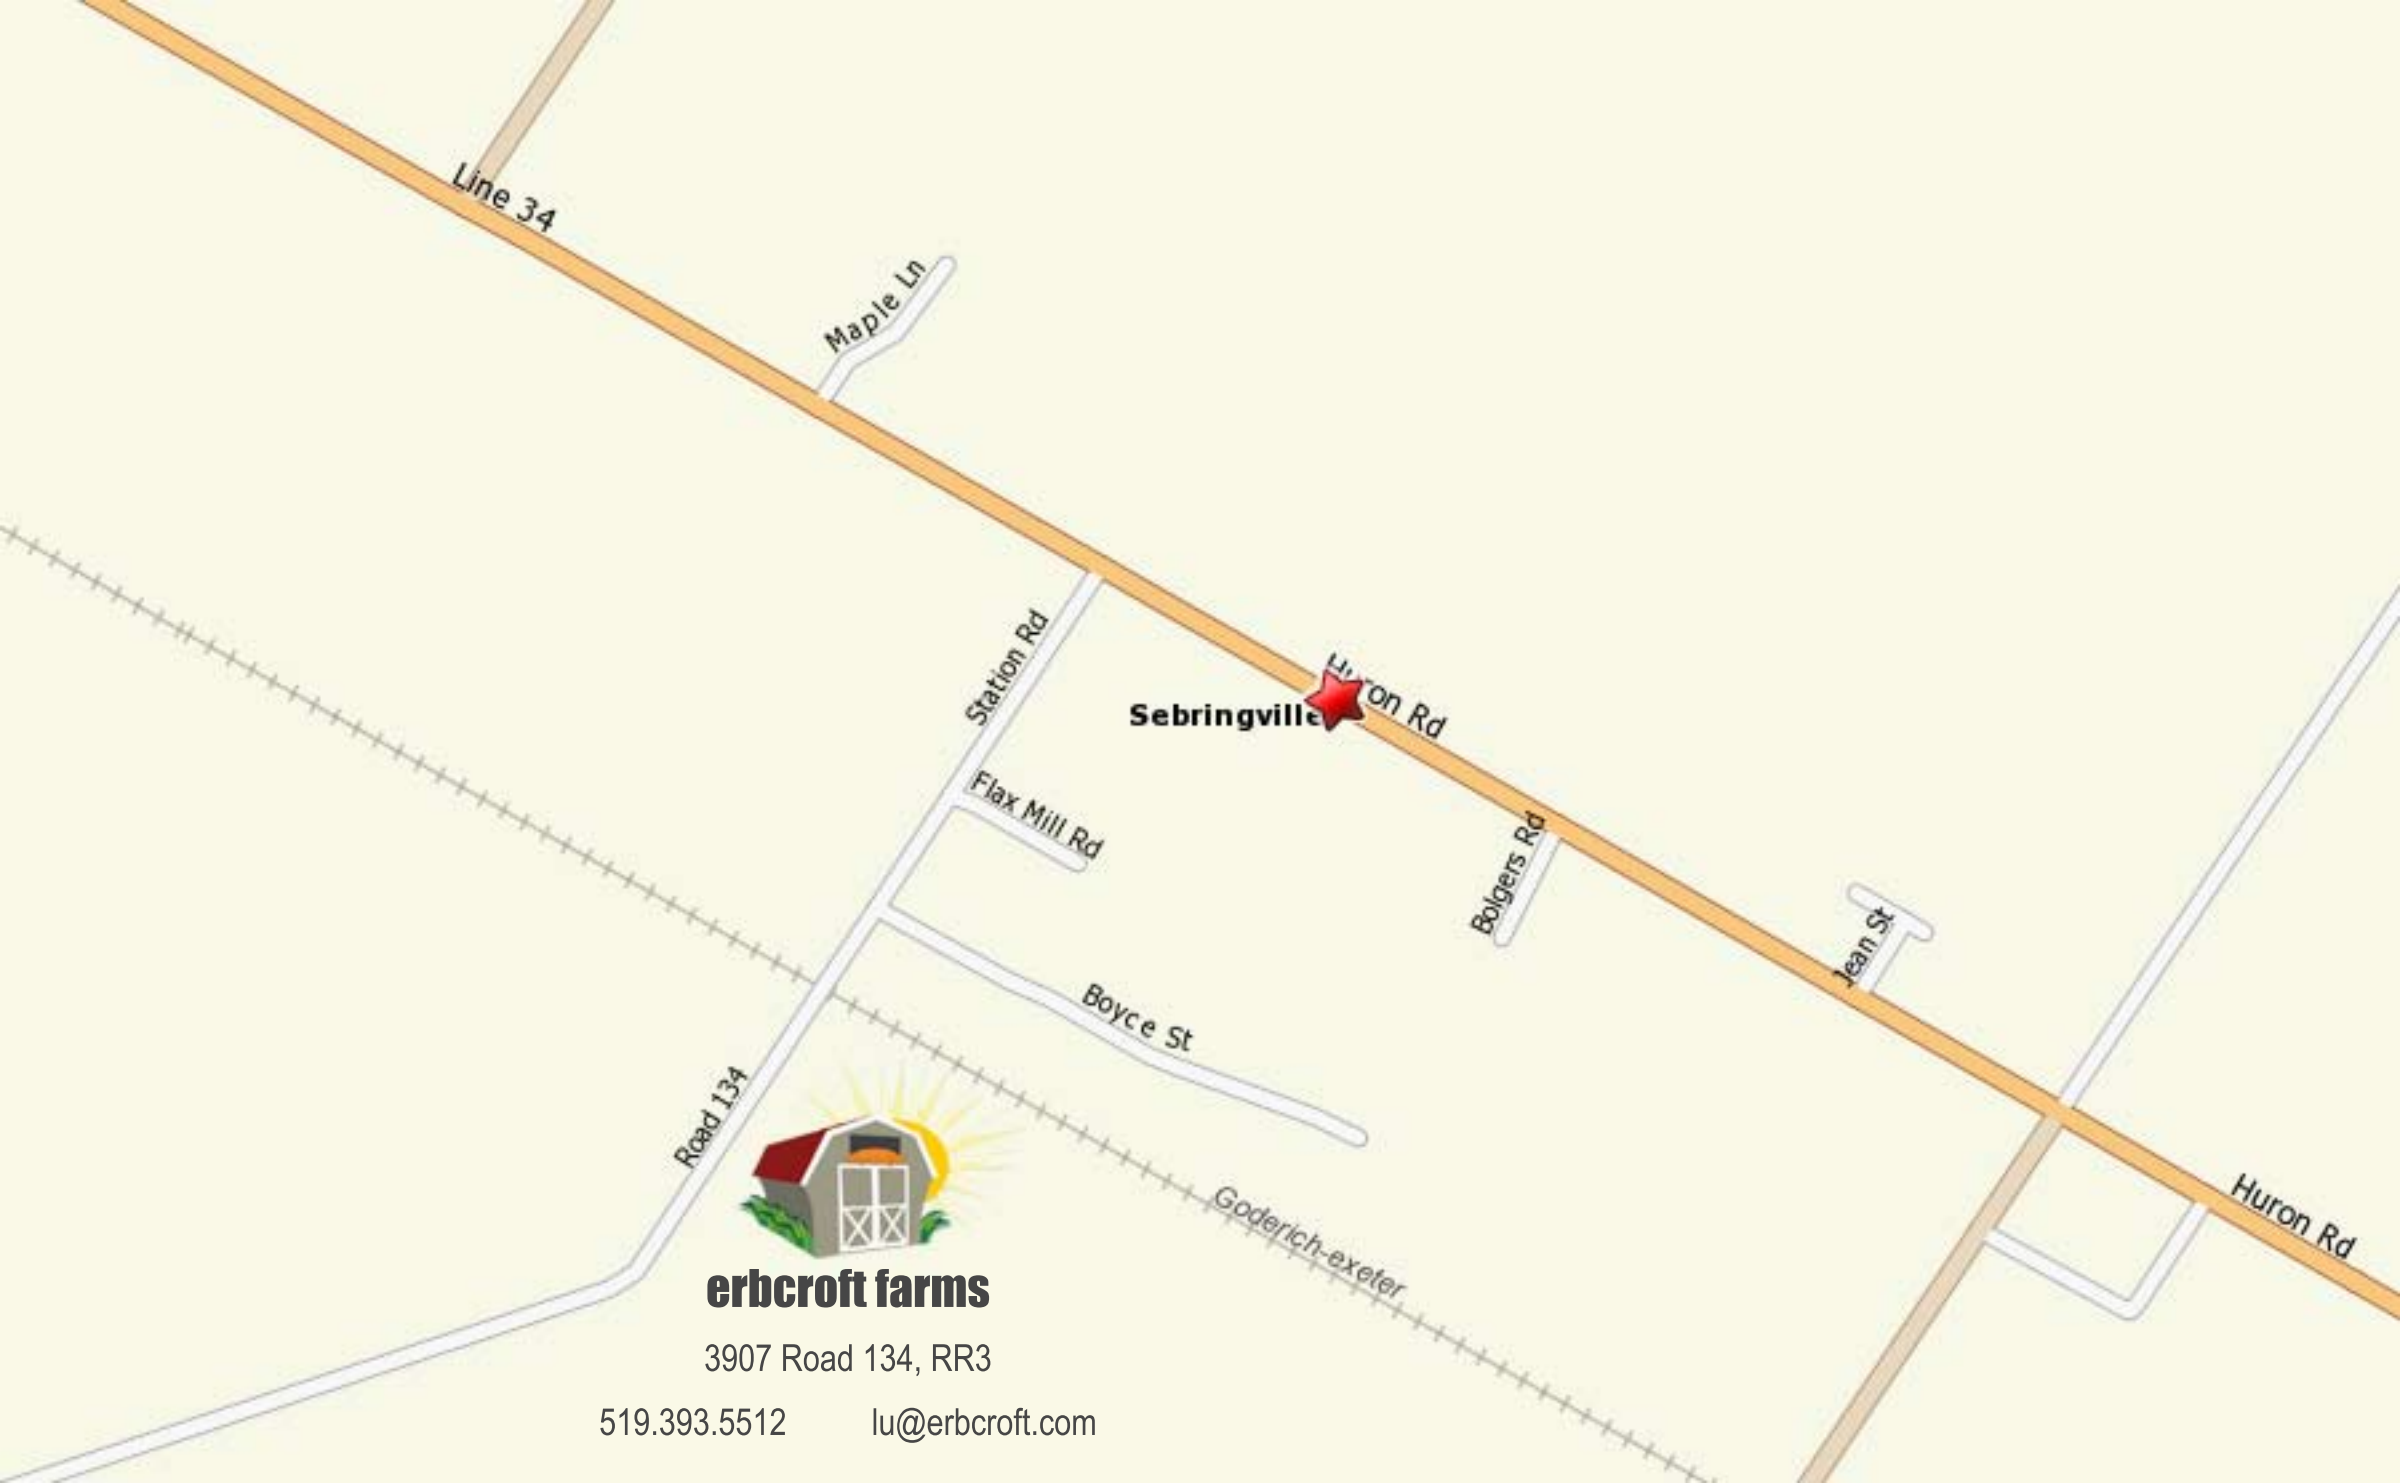 Line 34
Maple Ln
Station Rd
Huron Rd
Sebringville
Flax Mill Rd
Bolgers Rd
Jean St
Boyce St
Road 134
Huron Rd
Goderich-exeter
erbcroft farms
3907 Road 134, RR3
519.393.5512 lu@erbcroft.com